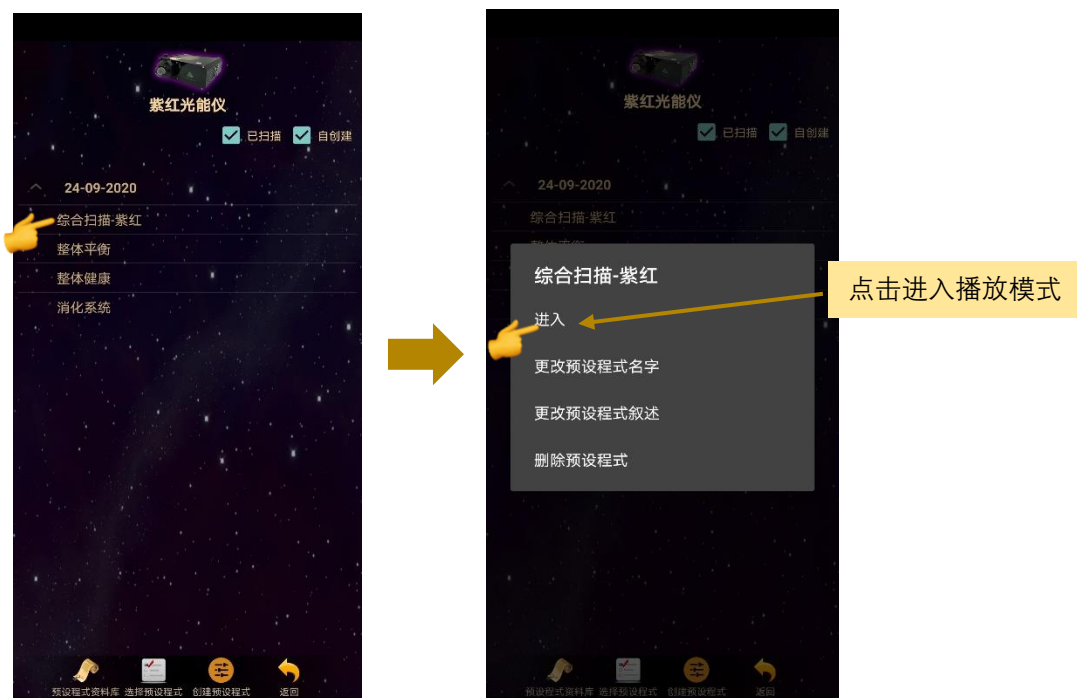 紫红光能仪
已扫描 自创建
24-09-2020
综合扫描-紫红
整体平衡
整体健康
消化系统
预设程式资料库 选择预设程式 创建预设程式 返回
紫红光能仪
已扫描 自创建
24-09-2020
综合扫描-紫红
综合扫描-紫红
进入
更改预设程式名字
更改预设程式叙述
删除预设程式
预设程式资料库 选择预设程式 创建预设程式 返回
点击进入播放模式